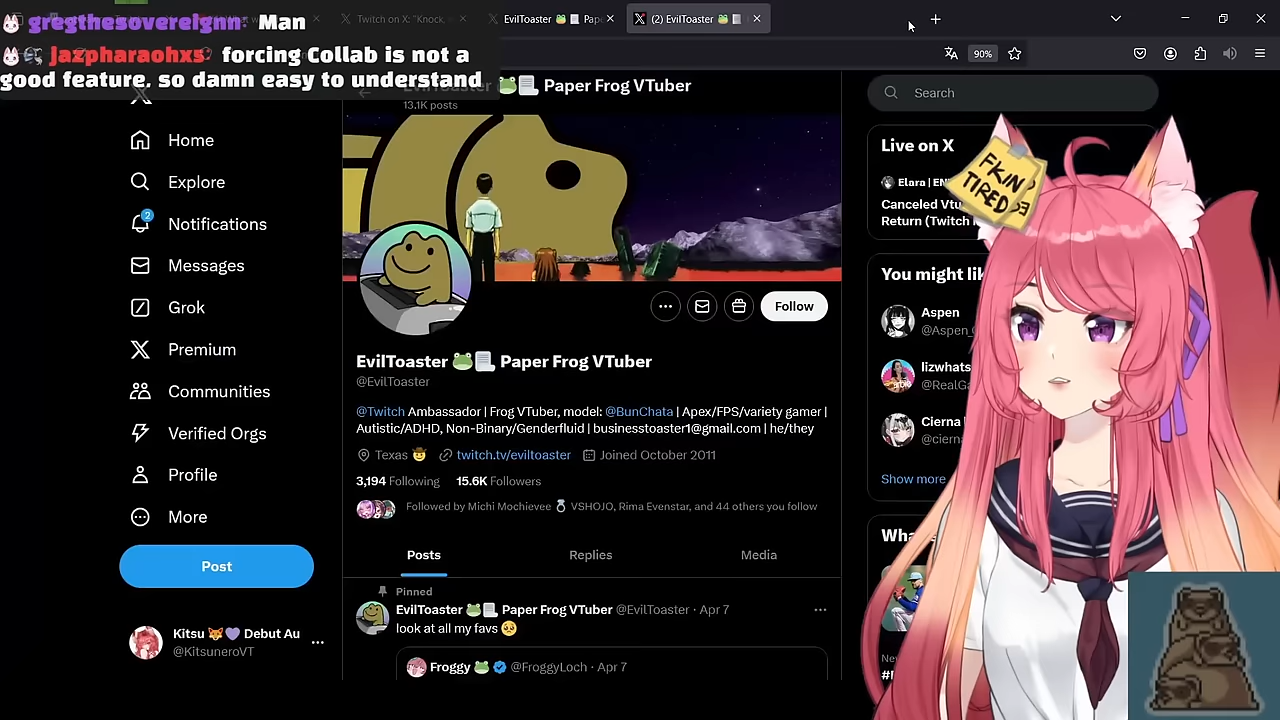 gregthesovereignn: Man
Jazpharaohxs: forcing Collab is not a
good feature, so damn easy to understand
Twitch on X: "Knock,
EvilToaster 🐸📃 Pape
(2) EvilToaster 🐸📃
90%
EvilToaster 🐸📃 Paper Frog VTuber
13.1K posts
Search
Home
Explore
2
Notifications
Messages
Grok
Premium
Communities
Verified Orgs
Profile
More
Post
Kitsu 🦊💜 Debut Au
@KitsuneroVT
Follow
EvilToaster 🐸📃 Paper Frog VTuber
@EvilToaster
@Twitch Ambassador | Frog VTuber, model: @BunChata | Apex/FPS/variety gamer |
Autistic/ADHD, Non-Binary/Genderfluid | businesstoaster1@gmail.com | he/they
Texas 🤠 twitch.tv/eviltoaster Joined October 2011
3,194 Following 15.6K Followers
Followed by Michi Mochievee 💍 VSHOJO, Rima Evenstar, and 44 others you follow
Posts Replies Media
Pinned
EvilToaster 🐸📃 Paper Frog VTuber @EvilToaster · Apr 7
look at all my favs 🥺
Froggy 🐸 @FroggyLoch · Apr 7
Live on X
Elara | EN
Canceled Vtu
Return (Twitch
You might lik
Aspen
@Aspen_
lizwhats
@RealGa
Cierna
@ciern
Show more
Wha
FKIN
TIRED